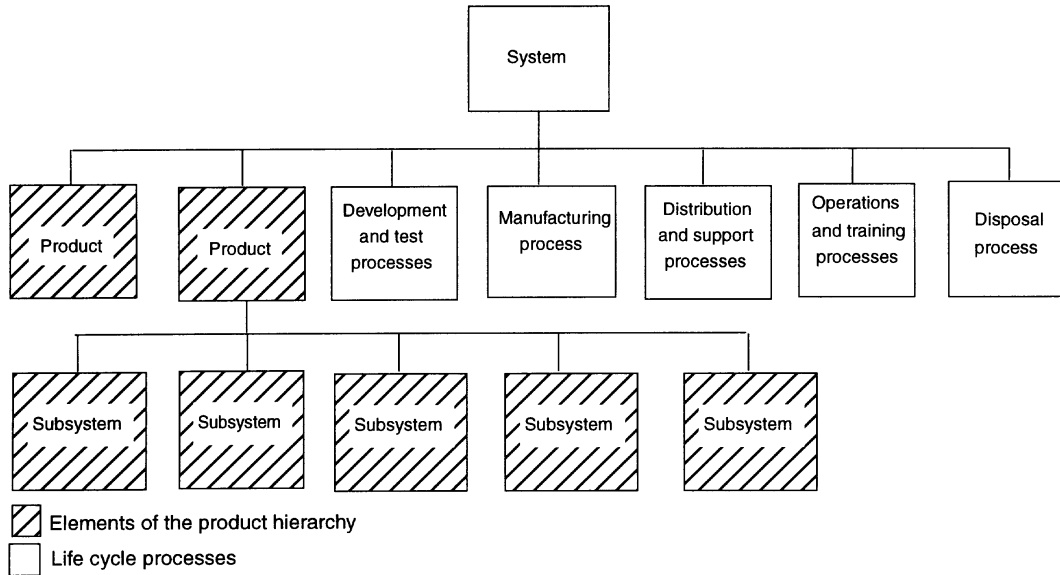 System
Product
Product
Development
and test
processes
Manufacturing
process
Distribution
and support
processes
Operations
and training
processes
Disposal
process
Subsystem
Subsystem
Subsystem
Subsystem
Subsystem
Elements of the product hierarchy
Life cycle processes